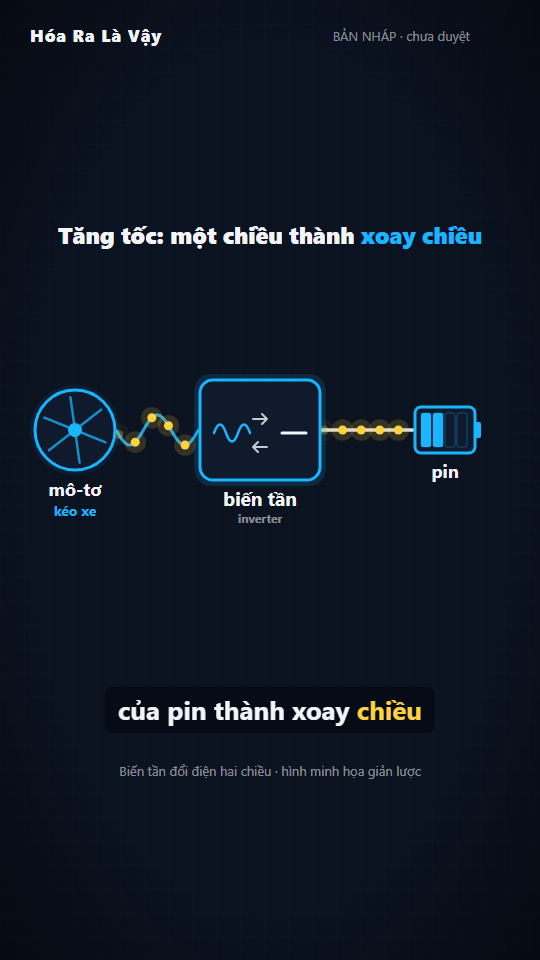 Hóa Ra Là Vậy
BẢN NHÁP · chưa duyệt
Tăng tốc: một chiều thành xoay chiều
mô-tơ
kéo xe
biến tần
inverter
pin
của pin thành xoay chiều
Biến tần đổi điện hai chiều · hình minh họa giản lược